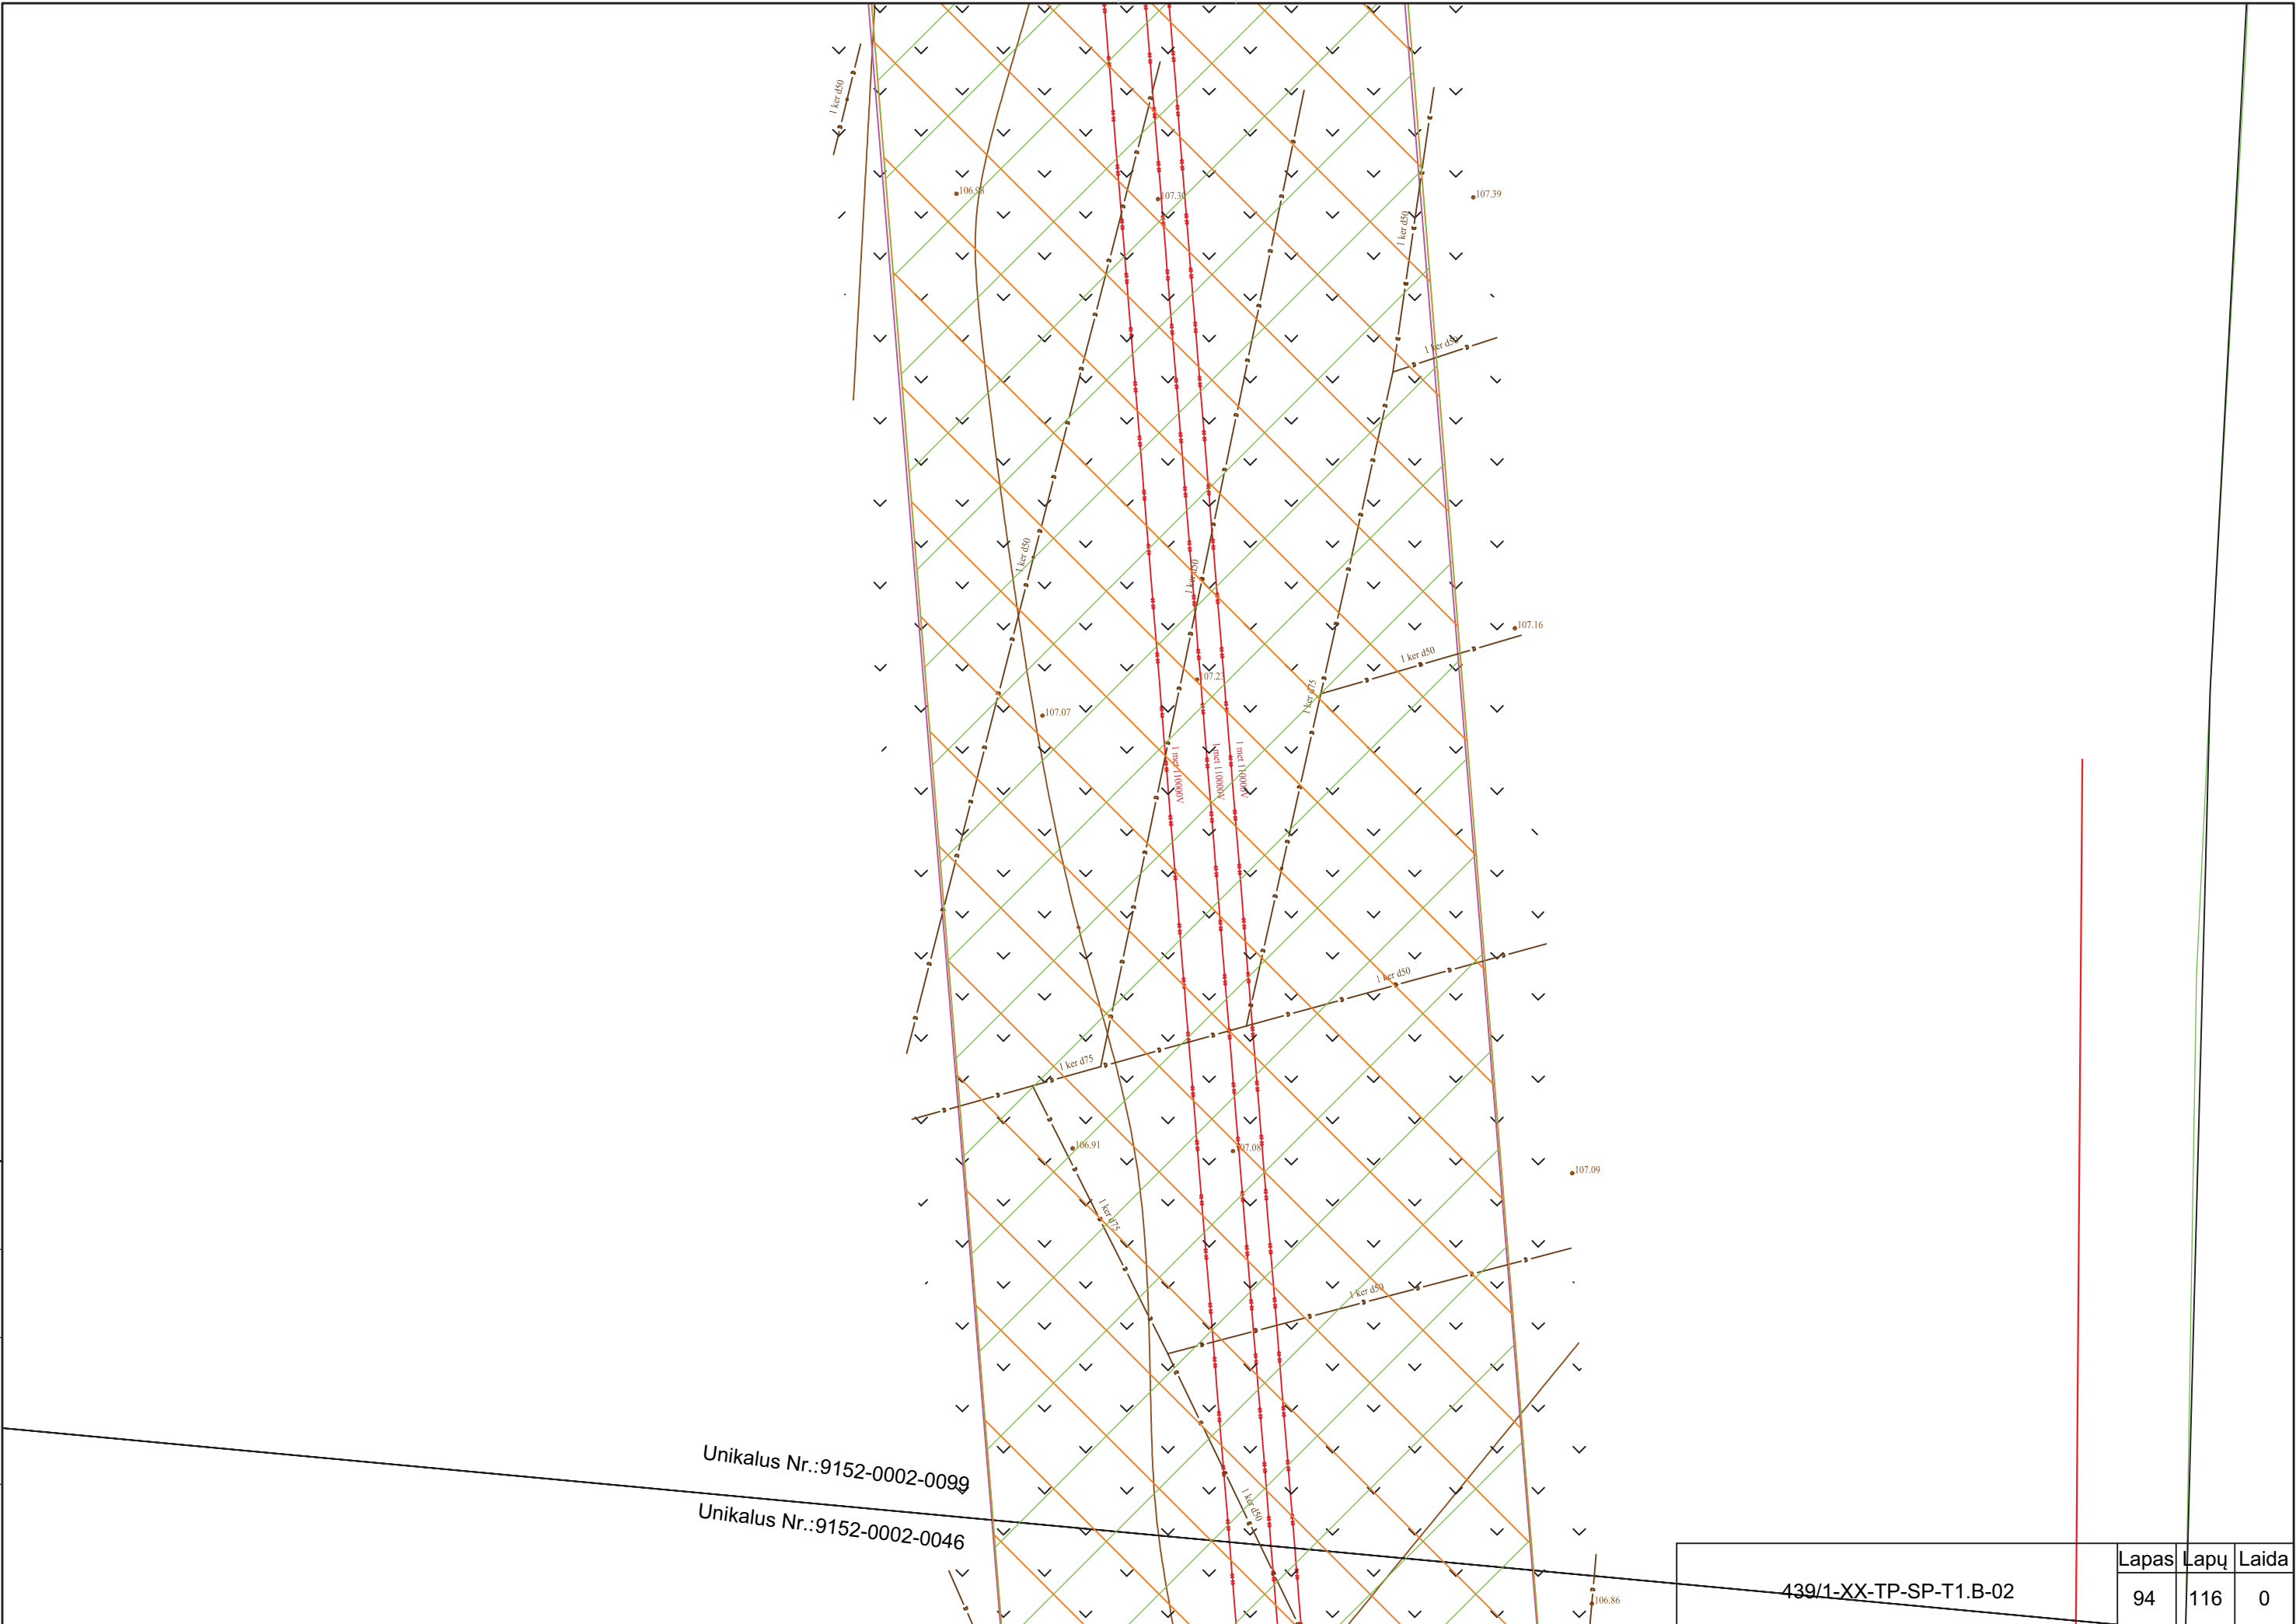 1 ker d50
106.98
107.30
107.39
1 ker d50
1 ker d50
1 ker d50
1 ker d50
107.16
1 ker d50
107.23
1 ker d75
107.07
1 met 110000V
1 met 110000V
1 met 110000V
1 ker d50
1 ker d75
106.91
107.08
107.09
1 ker d75
1 ker d50
Unikalus Nr.:9152-0002-0099
1 ker d50
Unikalus Nr.:9152-0002-0046
106.86
Lapas Lapų Laida
439/1-XX-TP-SP-T1.B-02
94 116 0